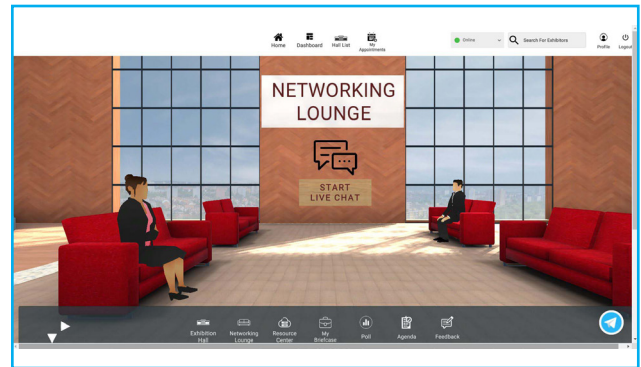 Home
Dashboard
Hall List
My
Appointments
Online
Search For Exhibitors
Profile
Logout
NETWORKING
LOUNGE
START
LIVE CHAT
Exhibition
Hall
Networking
Lounge
Resource
Center
My
Briefcase
Poll
Agenda
Feedback